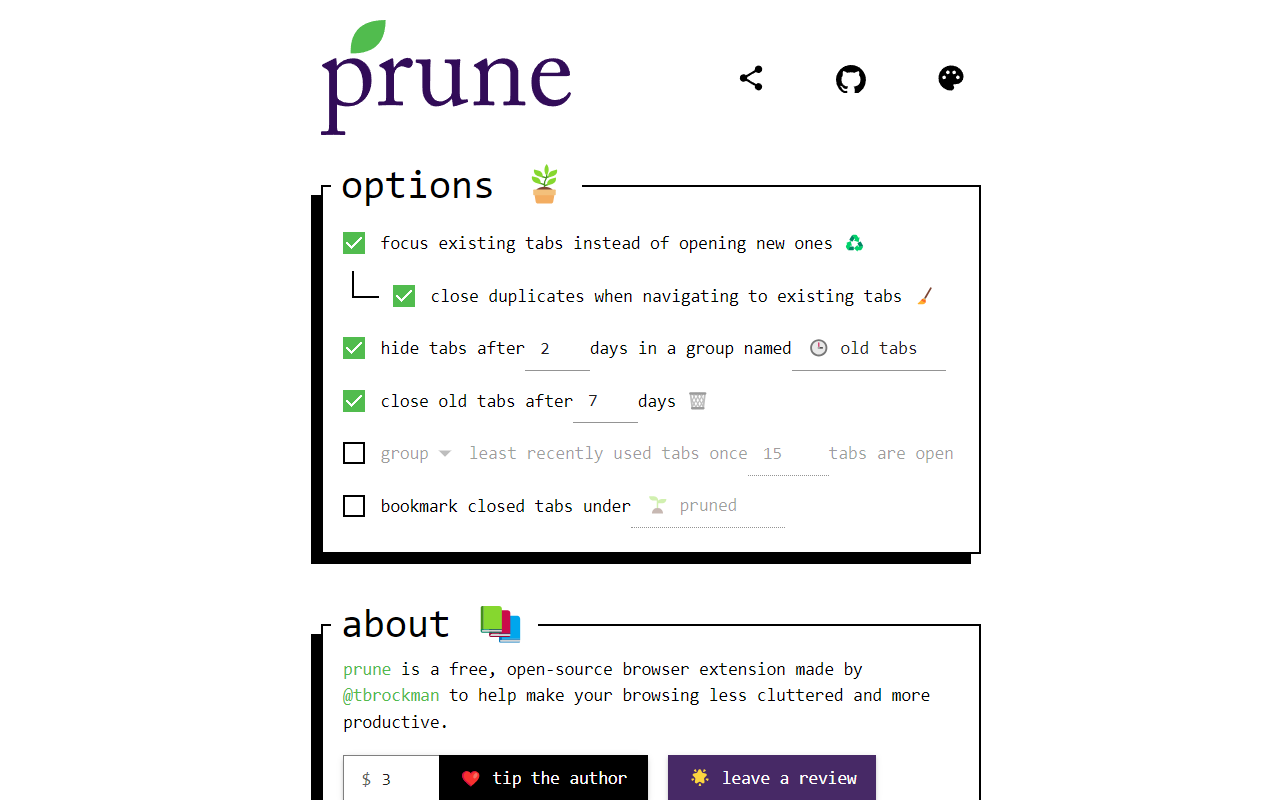 prune
options 🪴
focus existing tabs instead of opening new ones ♻️
close duplicates when navigating to existing tabs 🧹
hide tabs after 2 days in a group named 🕒 old tabs
close old tabs after 7 days 🗑️
group least recently used tabs once 15 tabs are open
bookmark closed tabs under 🌱 pruned
about 📚
prune is a free, open-source browser extension made by
@tbrockman to help make your browsing less cluttered and more
productive.
$ 3 ❤️ tip the author 🌟 leave a review